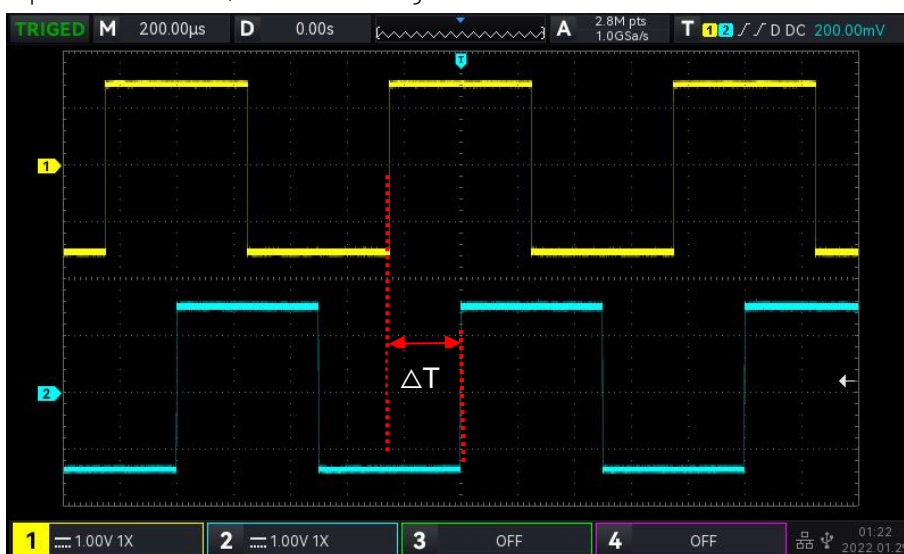 TRIGED M 200.00μs D 0.00s A 2.8M pts 1.0GSa/s T 1 2 D DC 200.00mV
T
1
2
△T
1 1.00V 1X 2 1.00V 1X 3 OFF 4 OFF 01:22